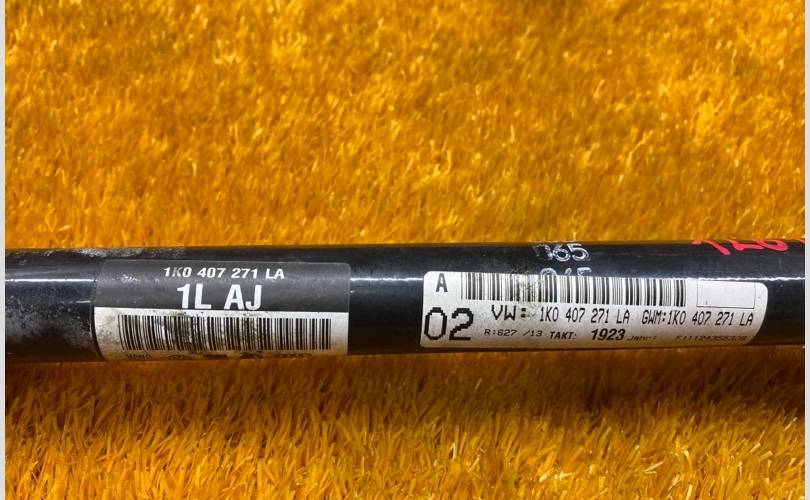 1K0 407 271 LA
1L AJ
065
A
02
VW: 1K0 407 271 LA GWM:1K0 407 271 LA
R:627 /13 TAKT: 1923 Jahr: